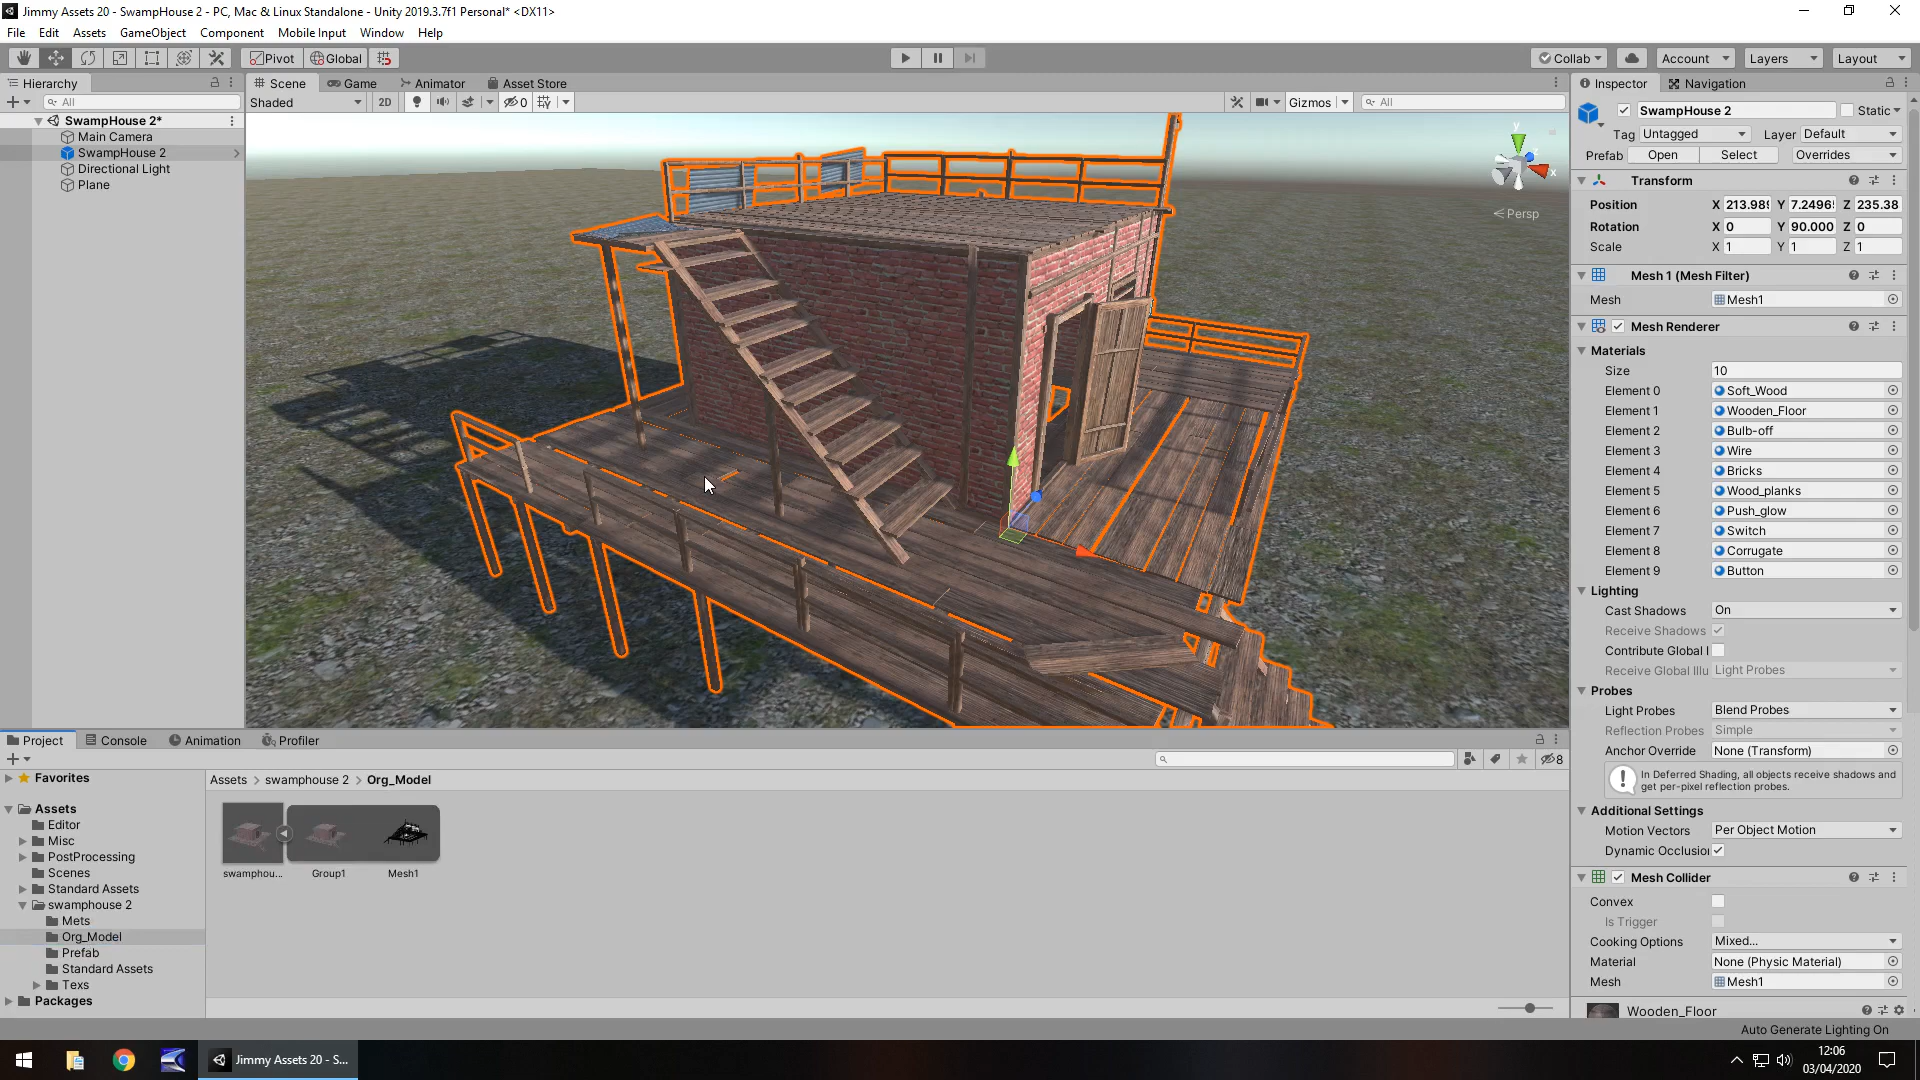 Jimmy Assets 20 - SwampHouse 2 - PC, Mac & Linux Standalone - Unity 2019.3.7f1 Personal* <DX11>
File Edit Assets GameObject Component Mobile Input Window Help
Pivot Global Collab Account Layers Layout
Hierarchy
All
SwampHouse 2*
Main Camera
SwampHouse 2
Directional Light
Plane
Scene Game Animator Asset Store
Shaded 2D 0 Gizmos All
y
x
Persp
Inspector Navigation
SwampHouse 2 Static
Tag Untagged Layer Default
Prefab Open Select Overrides
Transform
Position X 213.989 Y 7.2496 Z 235.38
Rotation X 0 Y 90.000 Z 0
Scale X 1 Y 1 Z 1
Mesh 1 (Mesh Filter)
Mesh Mesh1
Mesh Renderer
Materials
Size 10
Element 0 Soft_Wood
Element 1 Wooden_Floor
Element 2 Bulb-off
Element 3 Wire
Element 4 Bricks
Element 5 Wood_planks
Element 6 Push_glow
Element 7 Switch
Element 8 Corrugate
Element 9 Button
Lighting
Cast Shadows On
Receive Shadows
Contribute Global I
Receive Global Illu Light Probes
Probes
Light Probes Blend Probes
Reflection Probes Simple
Anchor Override None (Transform)
In Deferred Shading, all objects receive shadows and
get per-pixel reflection probes.
Additional Settings
Motion Vectors Per Object Motion
Dynamic Occlusion
Mesh Collider
Convex
Is Trigger
Cooking Options Mixed...
Material None (Physic Material)
Mesh Mesh1
Wooden_Floor
Project Console Animation Profiler
8
Favorites
Assets
Editor
Misc
PostProcessing
Scenes
Standard Assets
swamphouse 2
Mets
Org_Model
Prefab
Standard Assets
Texs
Packages
Assets > swamphouse 2 > Org_Model
swamphou... Group1 Mesh1
Auto Generate Lighting On
Jimmy Assets 20 - S...
12:06
03/04/2020